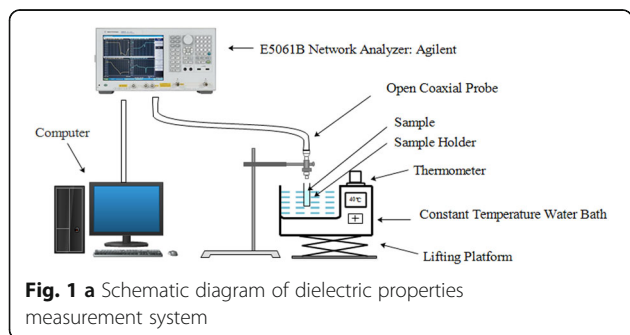 E5061B Network Analyzer: Agilent
Open Coaxial Probe
Computer
Sample
Sample Holder
Thermometer
40℃
Constant Temperature Water Bath
Lifting Platform
Fig. 1 a Schematic diagram of dielectric properties
measurement system